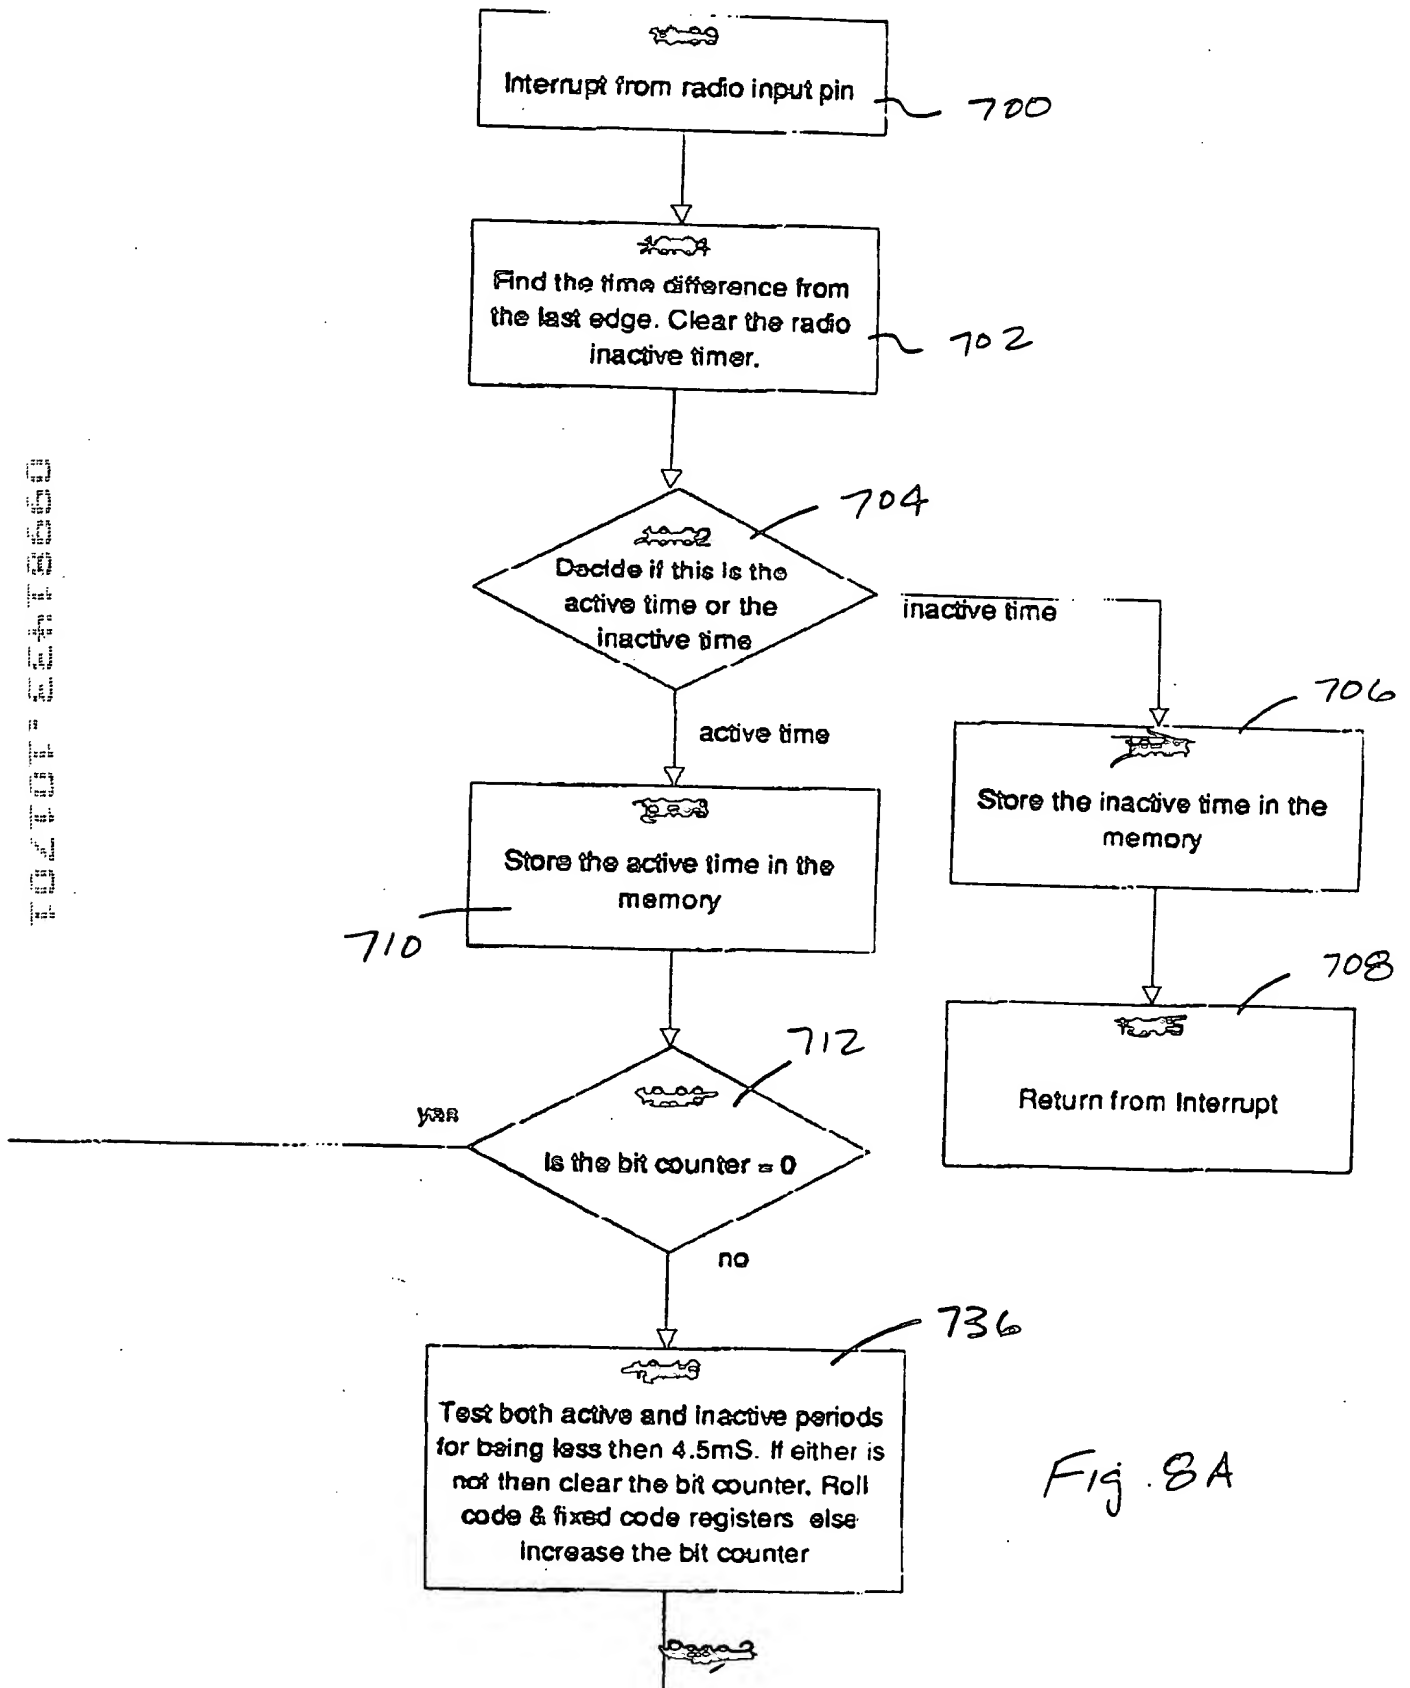 Interrupt from radio input pin
700
Find the time difference from
the last edge. Clear the radio
inactive timer.
702
704
Decide if this is the
active time or the
inactive time
inactive time
active time
706
Store the inactive time in the
memory
Store the active time in the
memory
710
708
Return from Interrupt
712
yes
Is the bit counter = 0
no
736
Test both active and inactive periods
for being less then 4.5mS. If either is
not then clear the bit counter. Roll
code & fixed code registers else
increase the bit counter
Fig. 8A
09981433.101701